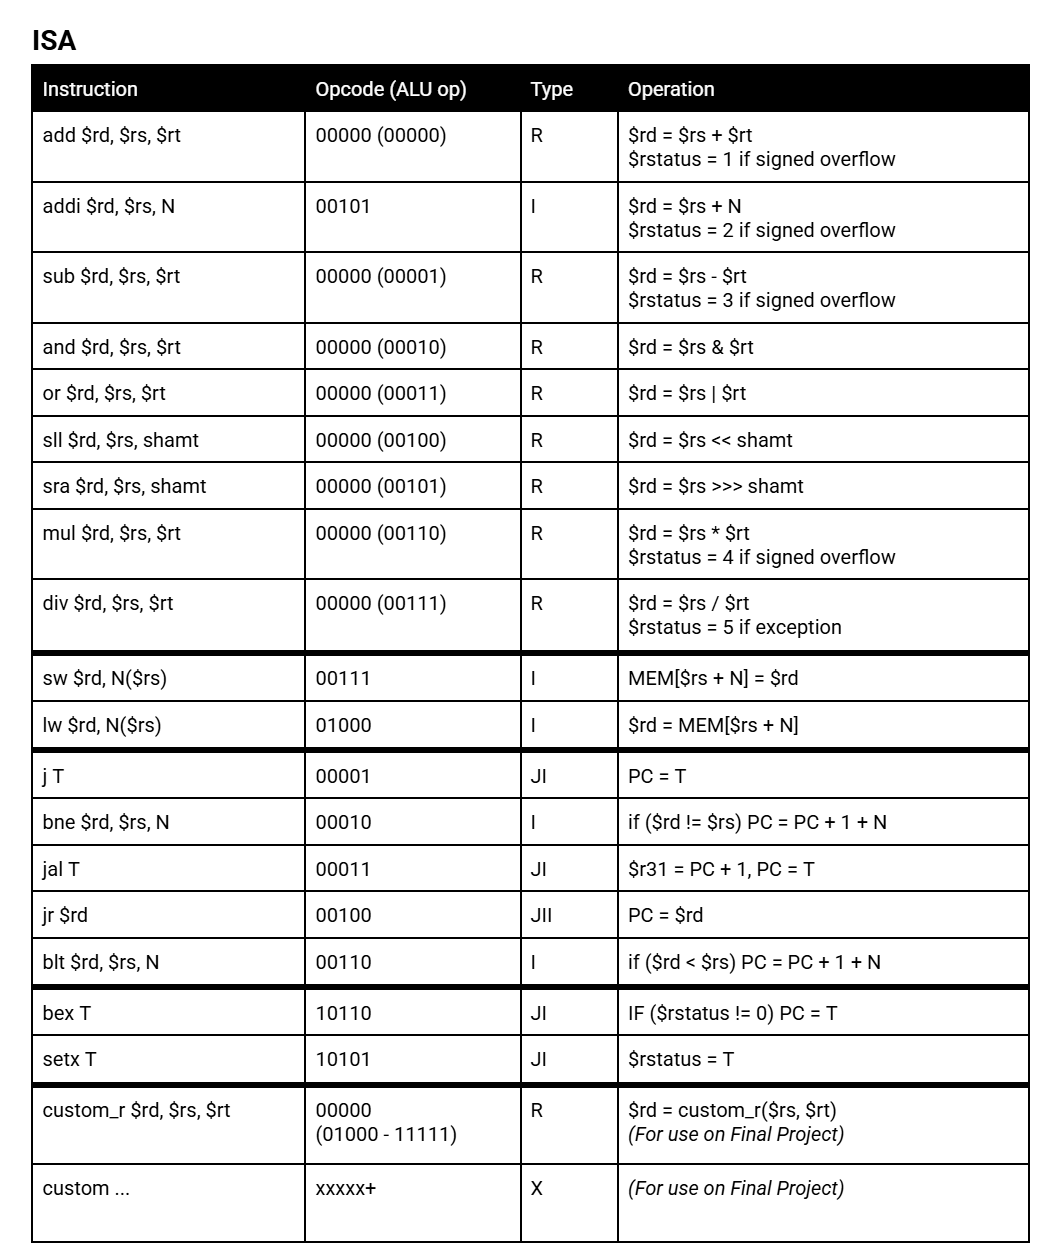 ISA
Instruction Opcode (ALU op) Type Operation
add $rd, $rs, $rt 00000 (00000) R $rd = $rs + $rt
$rstatus = 1 if signed overflow
addi $rd, $rs, N 00101 I $rd = $rs + N
$rstatus = 2 if signed overflow
sub $rd, $rs, $rt 00000 (00001) R $rd = $rs - $rt
$rstatus = 3 if signed overflow
and $rd, $rs, $rt 00000 (00010) R $rd = $rs & $rt
or $rd, $rs, $rt 00000 (00011) R $rd = $rs | $rt
sll $rd, $rs, shamt 00000 (00100) R $rd = $rs << shamt
sra $rd, $rs, shamt 00000 (00101) R $rd = $rs >>> shamt
mul $rd, $rs, $rt 00000 (00110) R $rd = $rs * $rt
$rstatus = 4 if signed overflow
div $rd, $rs, $rt 00000 (00111) R $rd = $rs / $rt
$rstatus = 5 if exception
sw $rd, N($rs) 00111 I MEM[$rs + N] = $rd
lw $rd, N($rs) 01000 I $rd = MEM[$rs + N]
j T 00001 JI PC = T
bne $rd, $rs, N 00010 I if ($rd != $rs) PC = PC + 1 + N
jal T 00011 JI $r31 = PC + 1, PC = T
jr $rd 00100 JII PC = $rd
blt $rd, $rs, N 00110 I if ($rd < $rs) PC = PC + 1 + N
bex T 10110 JI IF ($rstatus != 0) PC = T
setx T 10101 JI $rstatus = T
custom_r $rd, $rs, $rt 00000 R $rd = custom_r($rs, $rt)
(01000 - 11111) (For use on Final Project)
custom ... xxxxx+ X (For use on Final Project)